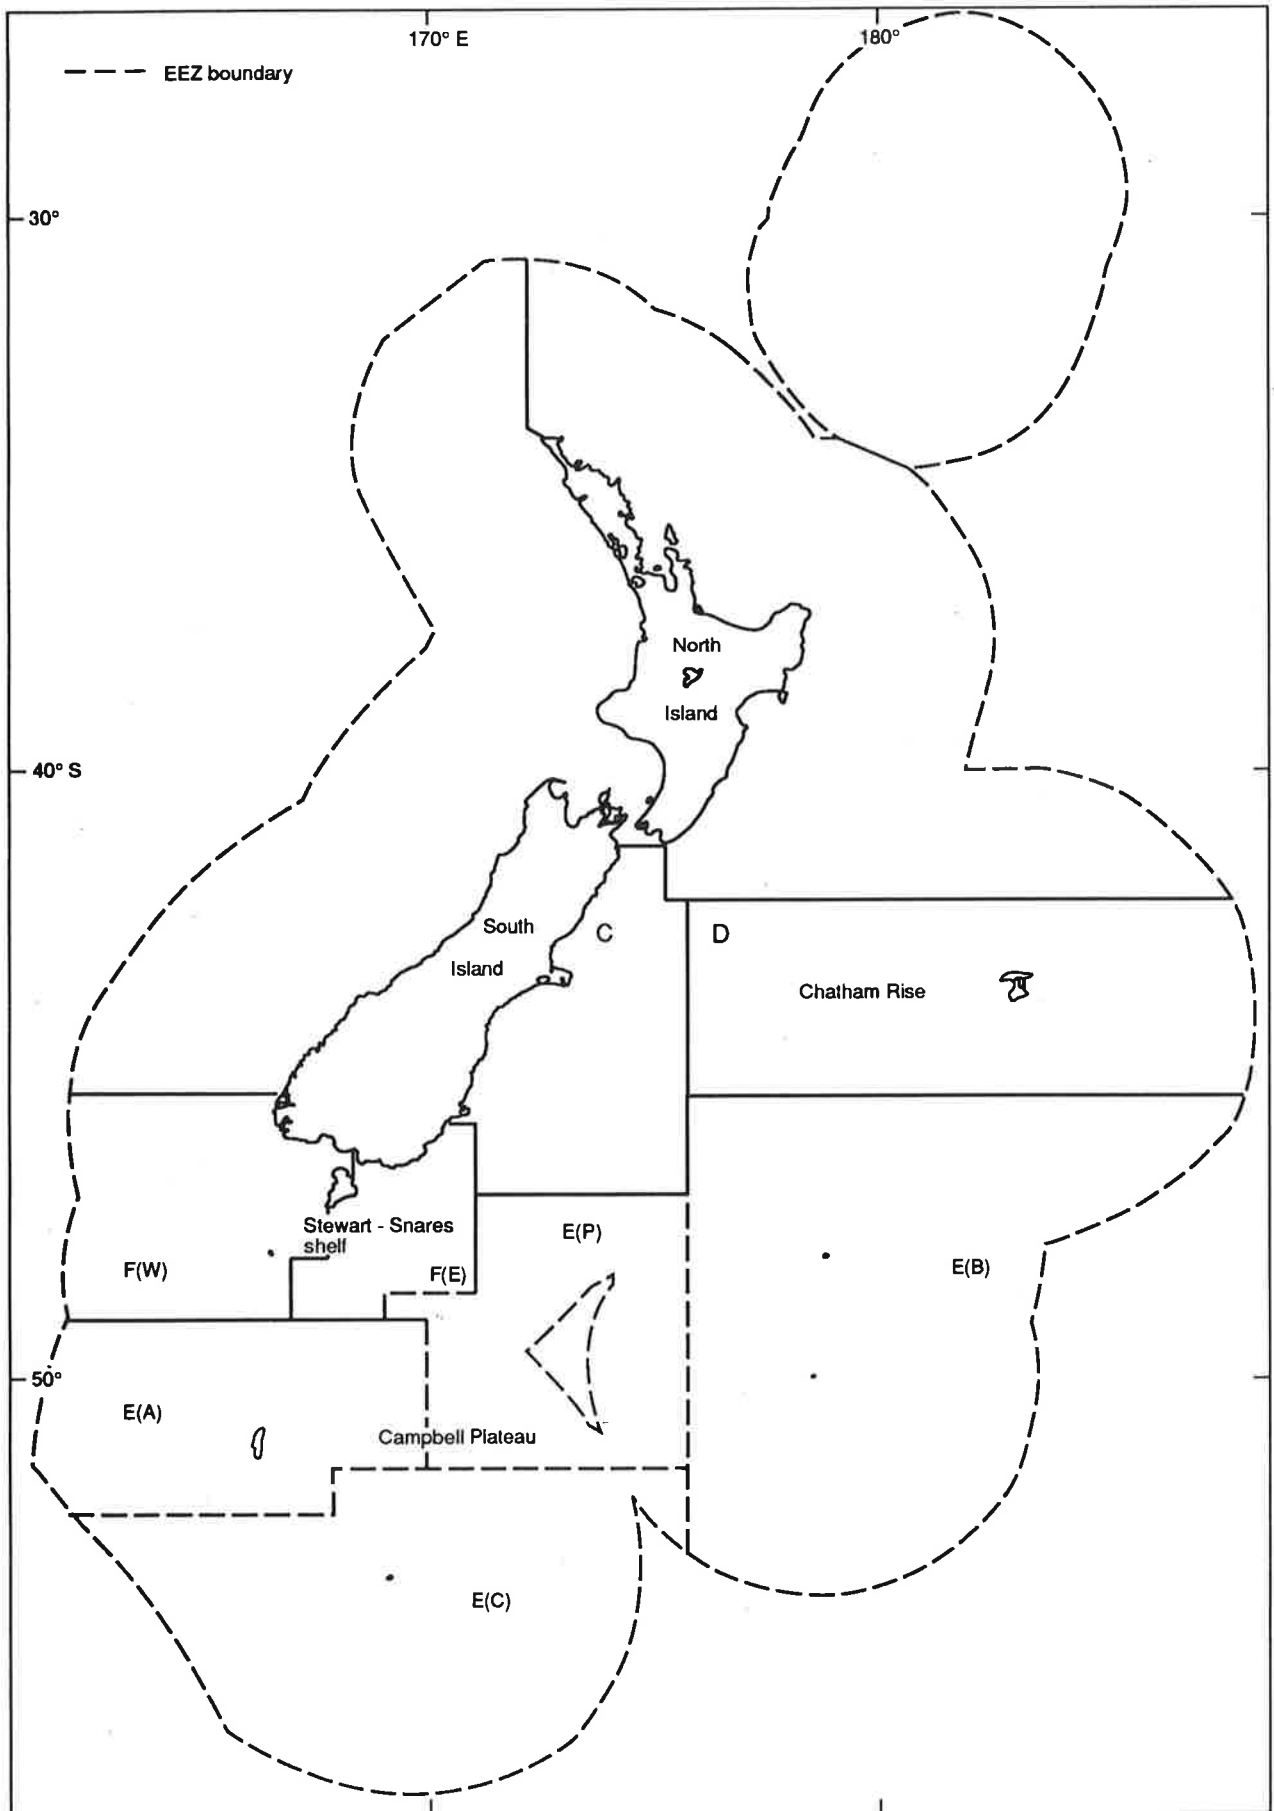 170° E
180°
EEZ boundary
30°
North
Island
40° S
South
Island
C
D
Chatham Rise
Stewart - Snares
shelf
E(P)
F(W)
F(E)
E(B)
50°
E(A)
Campbell Plateau
E(C)